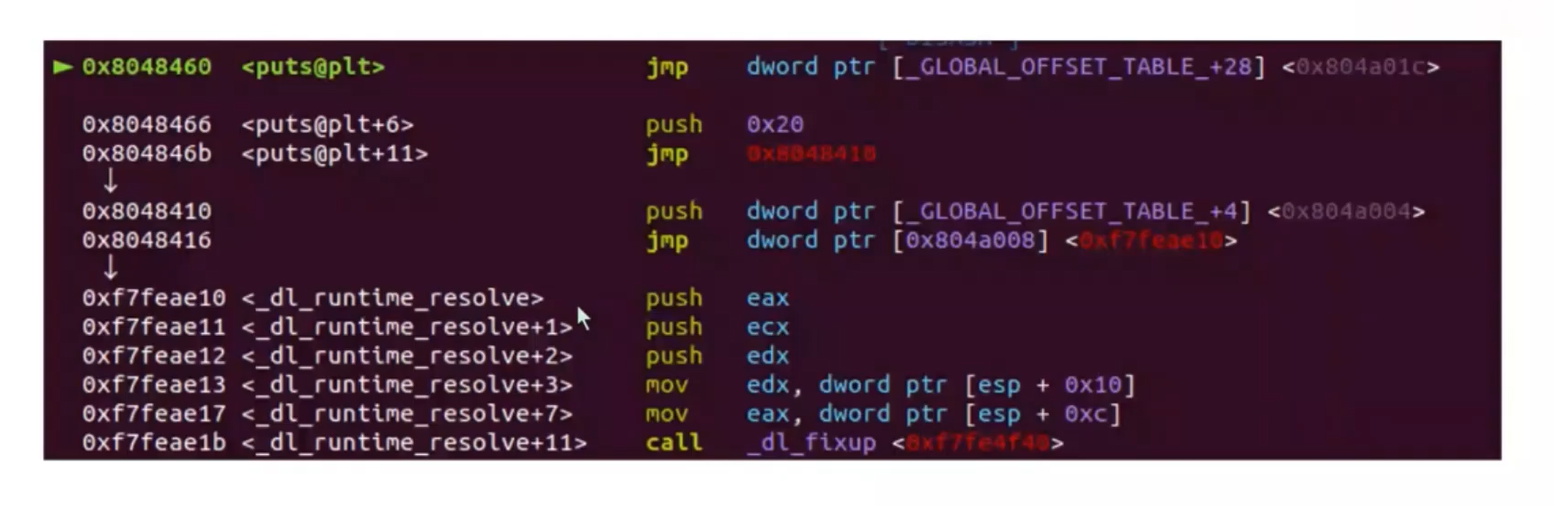 ► 0x8048460 <puts@plt> jmp dword ptr [_GLOBAL_OFFSET_TABLE_+28] <0x804a01c>
0x8048466 <puts@plt+6> push 0x20
0x804846b <puts@plt+11> jmp 0x8048410
↓
0x8048410 push dword ptr [_GLOBAL_OFFSET_TABLE_+4] <0x804a004>
0x8048416 jmp dword ptr [0x804a008] <0xf7feae10>
↓
0xf7feae10 <_dl_runtime_resolve> push eax
0xf7feae11 <_dl_runtime_resolve+1> push ecx
0xf7feae12 <_dl_runtime_resolve+2> push edx
0xf7feae13 <_dl_runtime_resolve+3> mov edx, dword ptr [esp + 0x10]
0xf7feae17 <_dl_runtime_resolve+7> mov eax, dword ptr [esp + 0xc]
0xf7feae1b <_dl_runtime_resolve+11> call _dl_fixup <0xf7fe4f40>